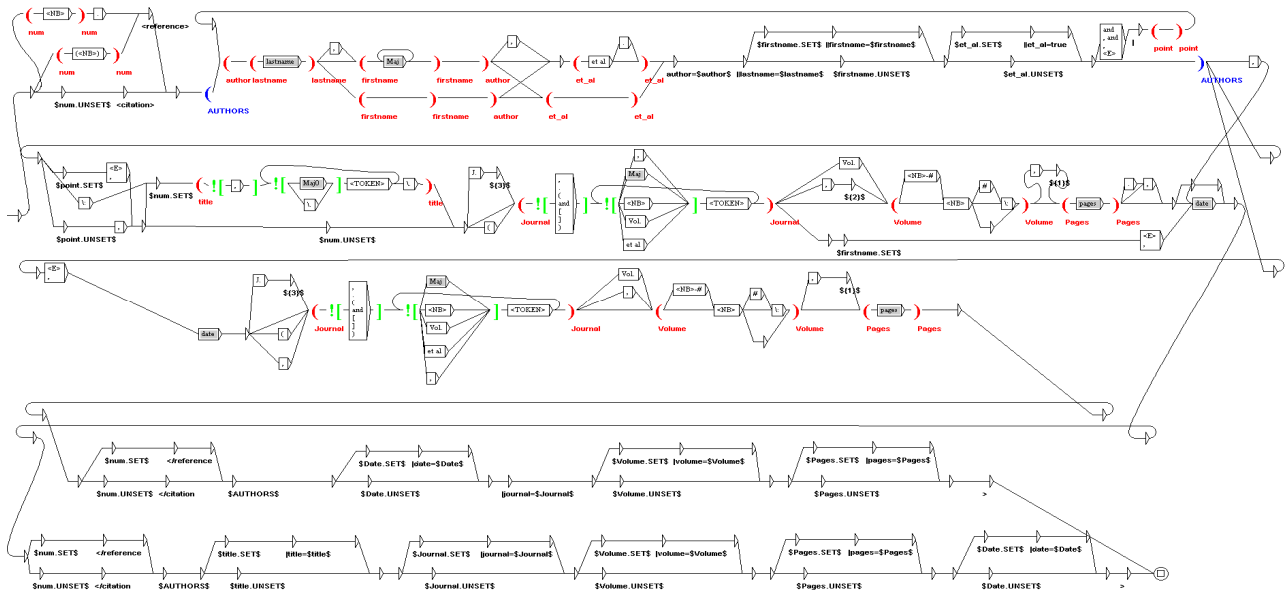 <NB> .
num num <reference>
(<NB>)
num num
$num.UNSET$ <citation>
AUTHORS
lastname , Maj , et al .
author lastname lastname firstname firstname author et_al et_al
firstname firstname author et_al et_al
author=$author$ |lastname=$lastname$
$firstname.SET$ |firstname=$firstname$
$firstname.UNSET$
$et_al.SET$ |et_al=true
$et_al.UNSET$
and
, and
, and,
<E>
|
point point
AUTHORS
,
$point.SET$
<E>
,
\:
$point.UNSET$ ,
$num.SET$
title
![ . ] ![ Maj0 \ ] <TOKEN> \
title
$num.UNSET$
J. ${3}$
(
Journal
![
,
.
(
and
[
]
)
]
![
,
Maj
<NB>
Vol.
et al
] <TOKEN>
Journal
Vol.
, ${2}$
$firstname.SET$
Volume
<NB>-# <NB> # \:
Volume
, ${1}$
Pages pages Pages
. ,
<E>
,
date
<E>
,
date
J. ${3}$
(
,
Journal
![
,
.
(
and
[
]
)
]
![
Maj
<NB>
Vol.
et al
,
] <TOKEN>
Journal
Vol.
,
Volume
<NB>-# <NB> # \:
Volume
, ${1}$
Pages pages Pages
$num.SET$ </reference
$num.UNSET$ </citation
$AUTHORS$
$Date.SET$ |date=$Date$
$Date.UNSET$
|journal=$Journal$
$Volume.SET$ |volume=$Volume$
$Volume.UNSET$
$Pages.SET$ |pages=$Pages$
$Pages.UNSET$
>
$num.SET$ </reference
$num.UNSET$ </citation
$AUTHORS$
$title.SET$ |title=$title$
$title.UNSET$
$Journal.SET$ |journal=$Journal$
$Journal.UNSET$
$Volume.SET$ |volume=$Volume$
$Volume.UNSET$
$Pages.SET$ |pages=$Pages$
$Pages.UNSET$
$Date.SET$ |date=$Date$
$Date.UNSET$
>